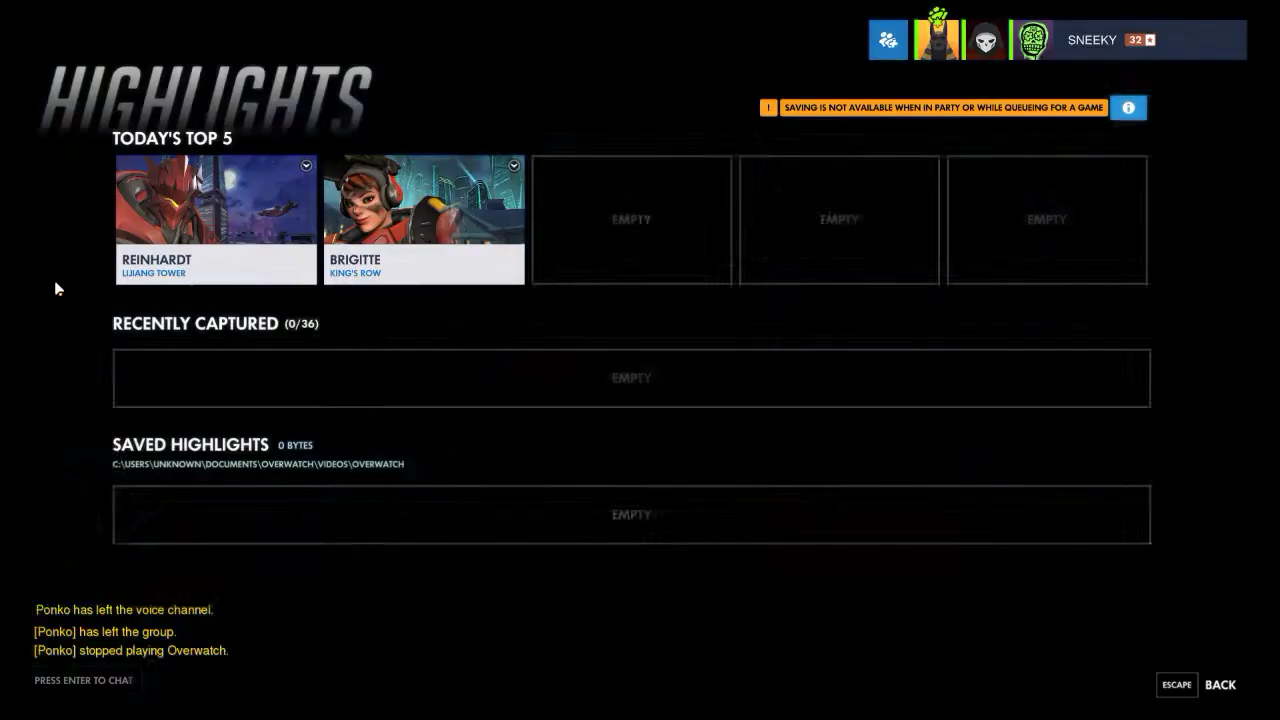 SNEEKY 32
HIGHLIGHTS
! SAVING IS NOT AVAILABLE WHEN IN PARTY OR WHILE QUEUEING FOR A GAME
TODAY'S TOP 5
REINHARDT
LIJIANG TOWER
BRIGITTE
KING'S ROW
EMPTY
EMPTY
EMPTY
RECENTLY CAPTURED (0/36)
EMPTY
SAVED HIGHLIGHTS 0 BYTES
C:\USERS\UNKNOWN\DOCUMENTS\OVERWATCH\VIDEOS\OVERWATCH
EMPTY
Ponko has left the voice channel.
[Ponko] has left the group.
[Ponko] stopped playing Overwatch.
PRESS ENTER TO CHAT
ESCAPE BACK